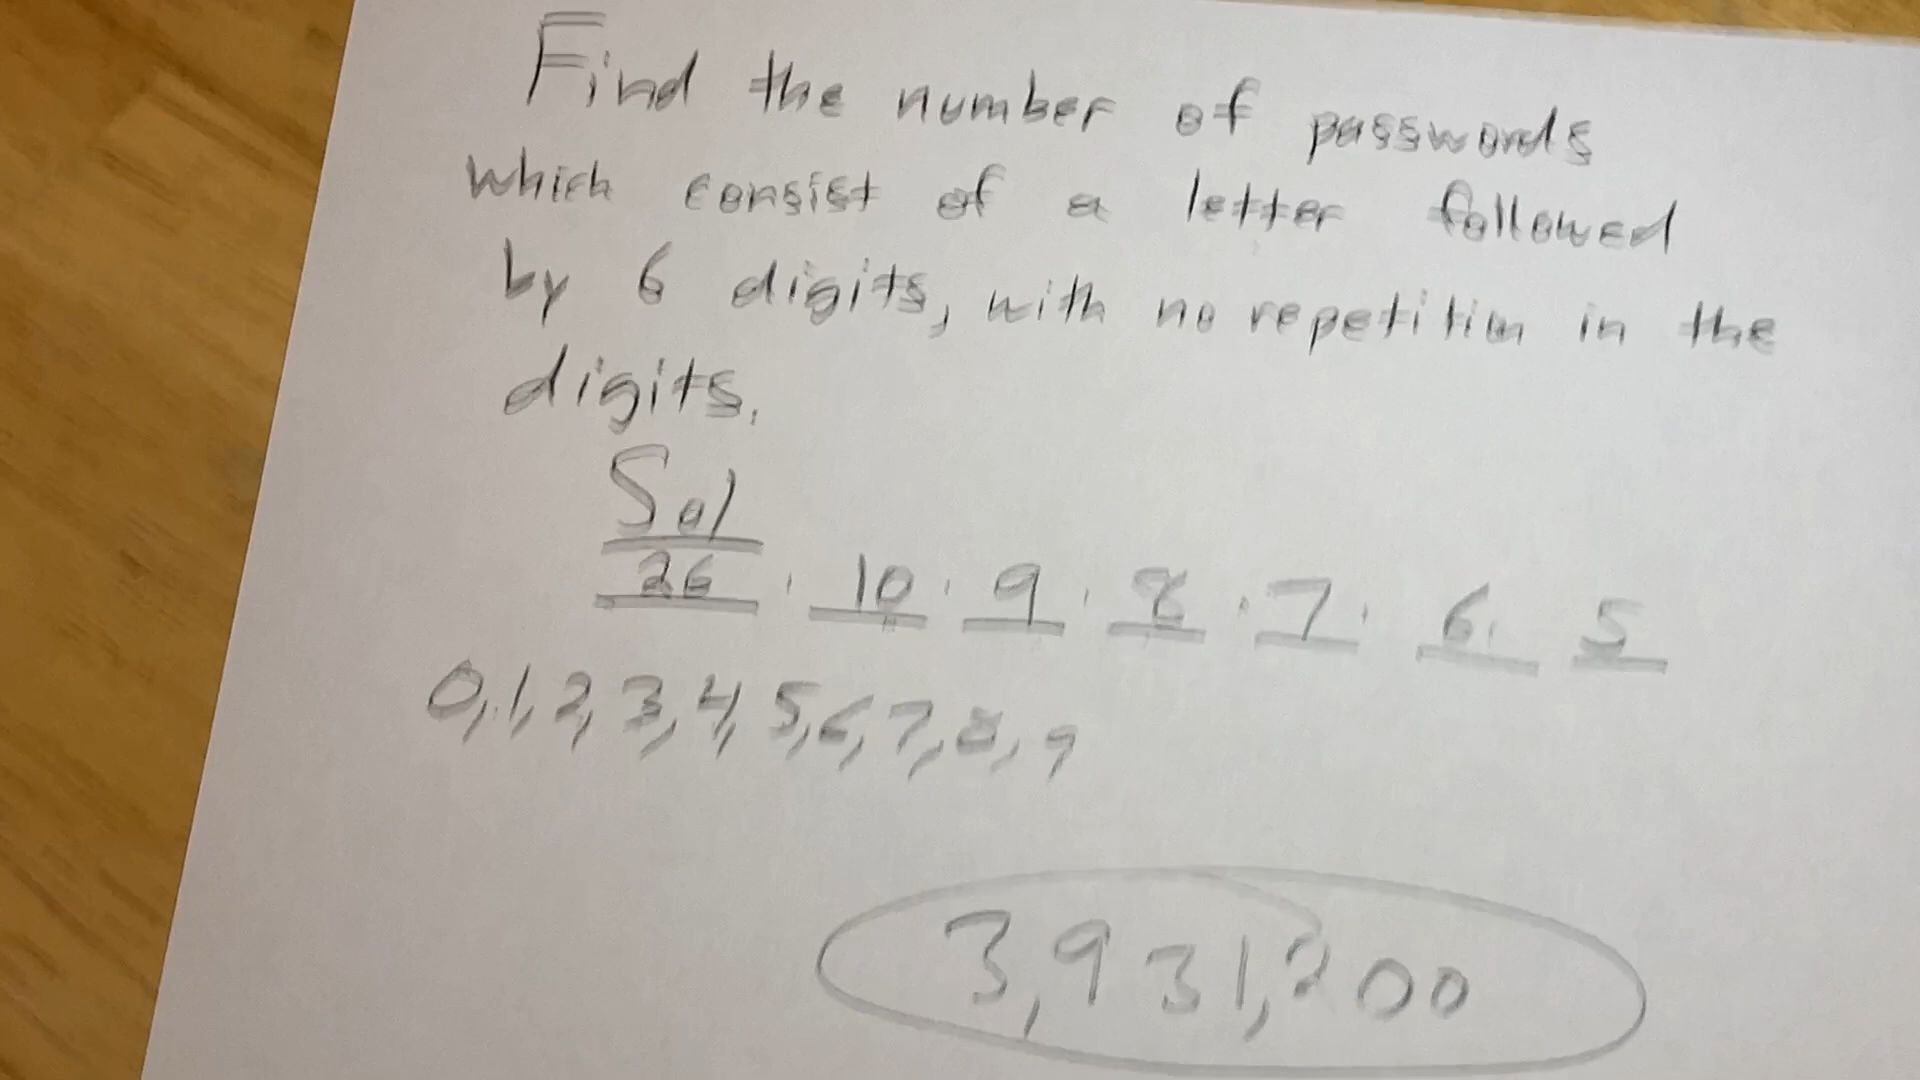 Find the number of passwords
which consist of a letter followed
by 6 digits, with no repetition in the
digits.
Sol
26 · 10 · 9 · 8 · 7 · 6 · 5
0,1,2,3,4,5,6,7,8,9
3,931,200